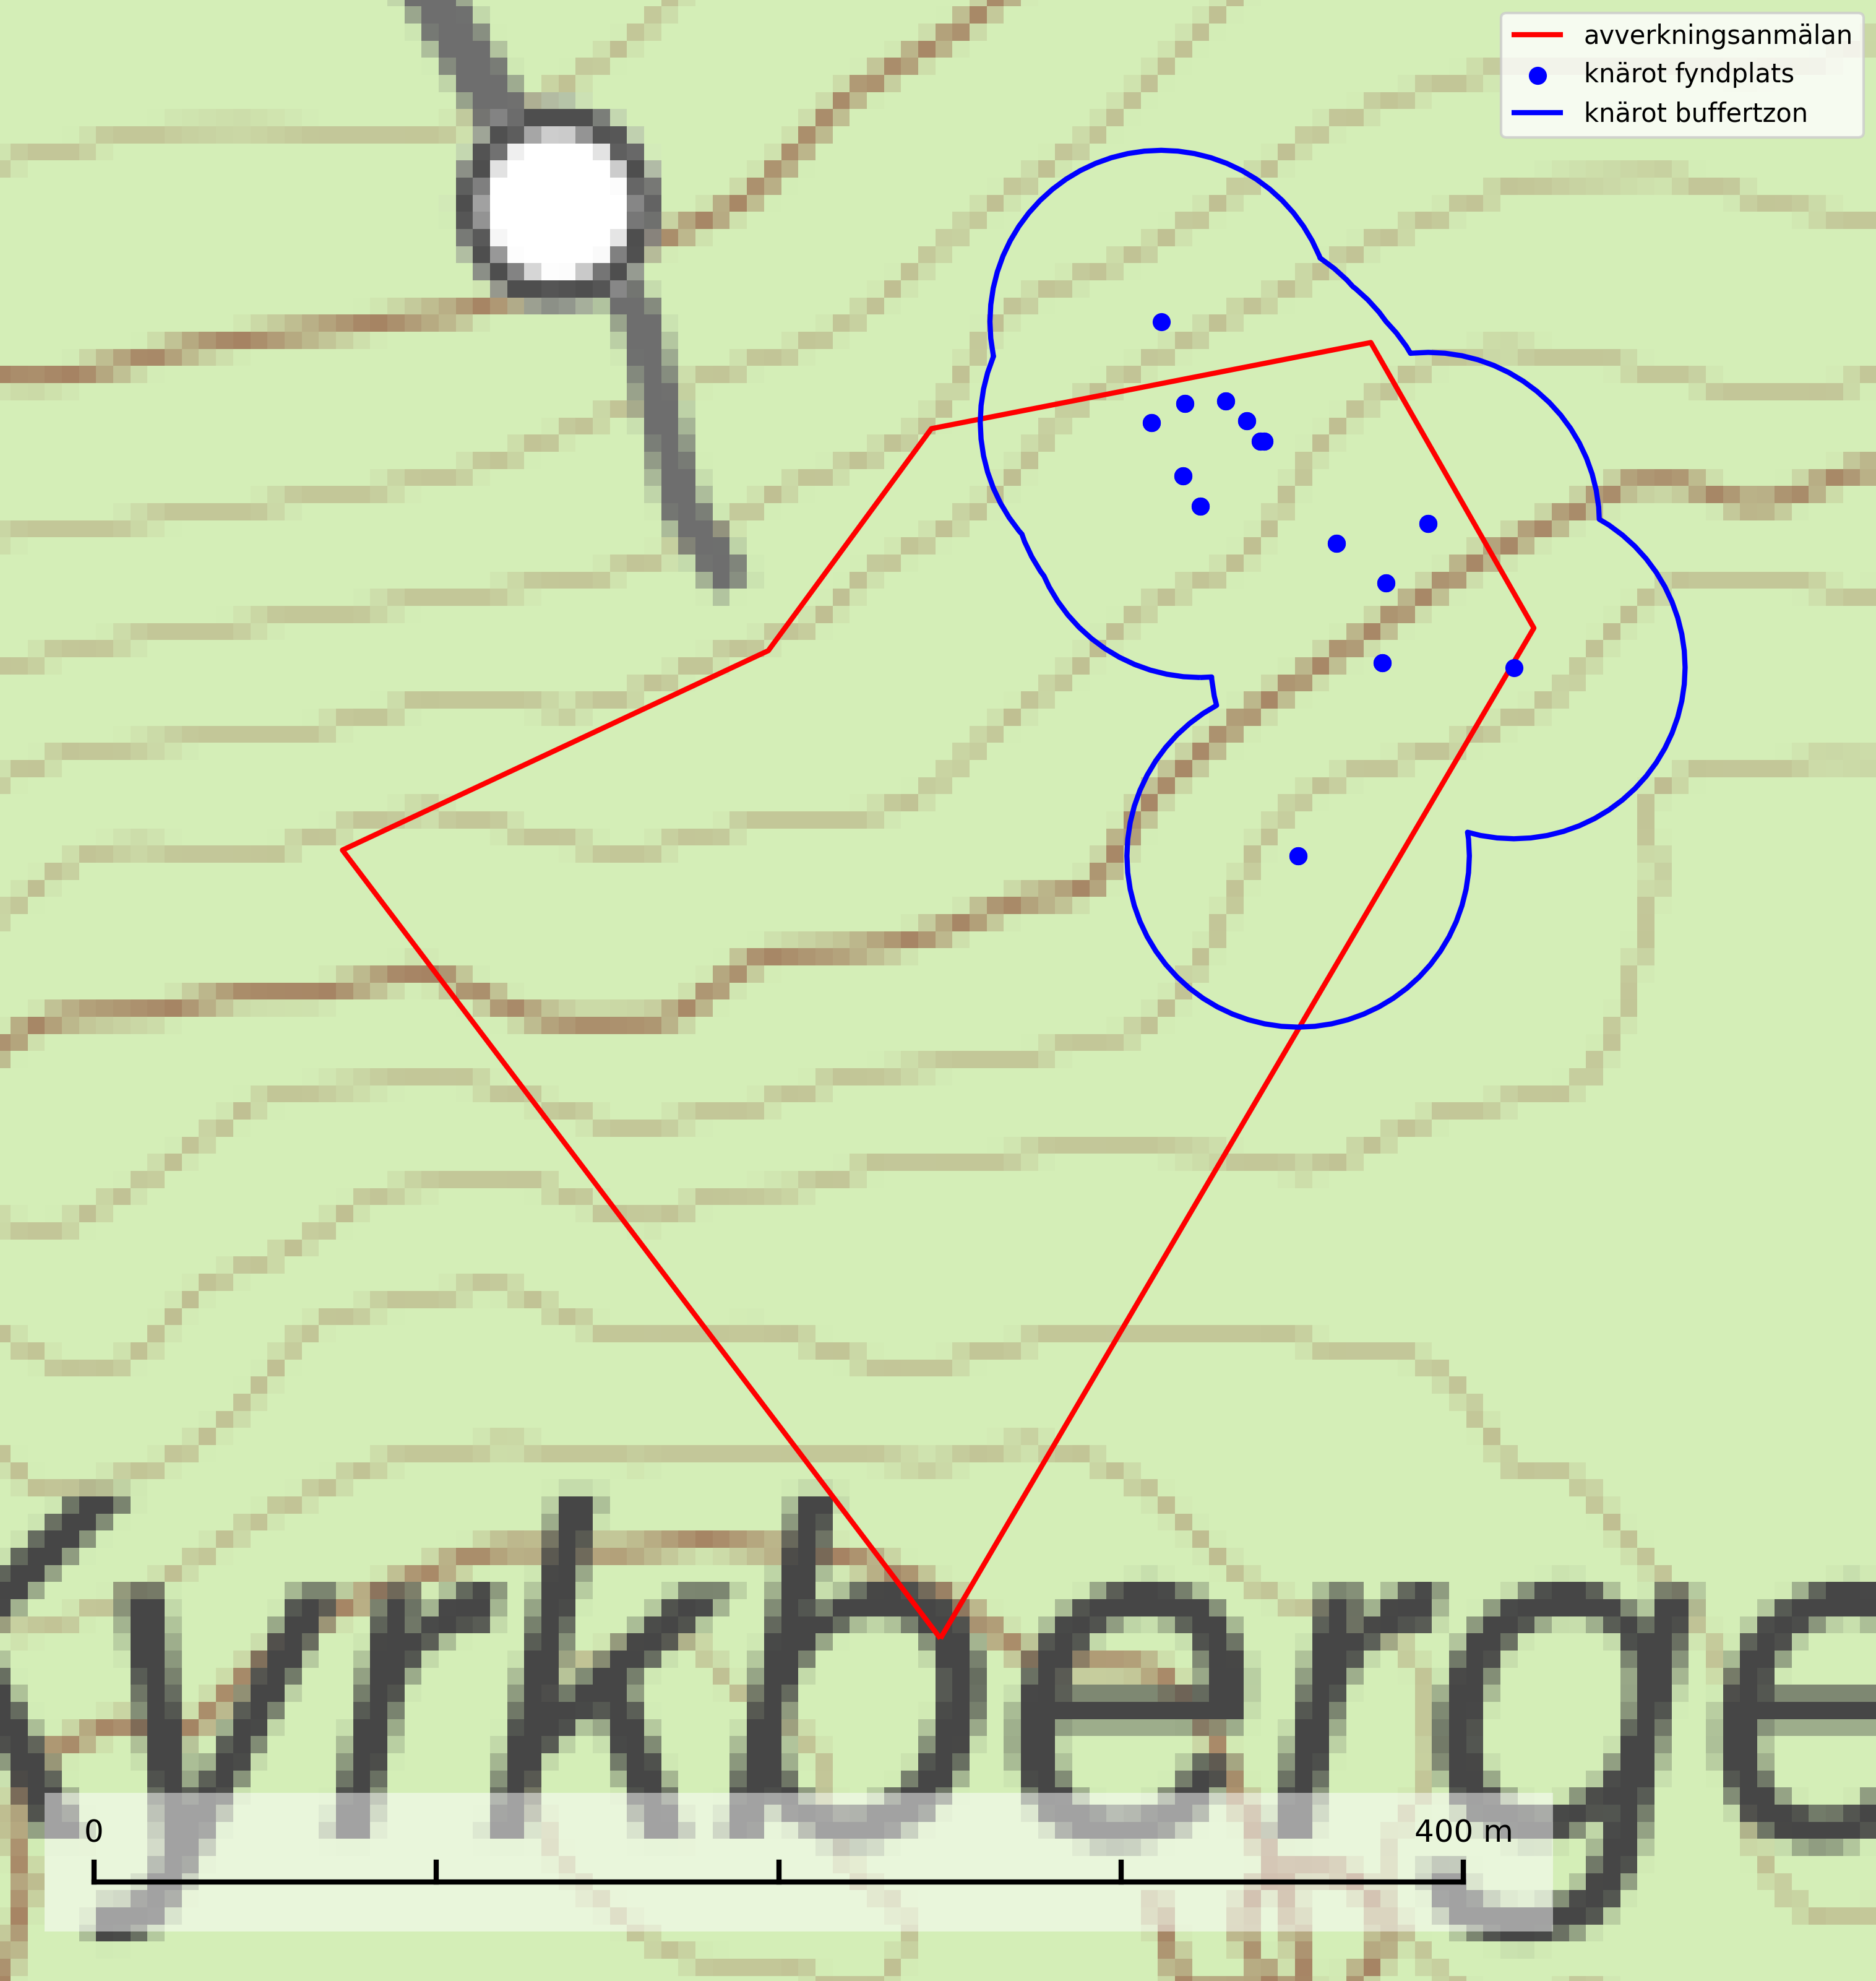 avverkningsanmälan
knärot fyndplats
knärot buffertzon
yrkberge
0 400 m